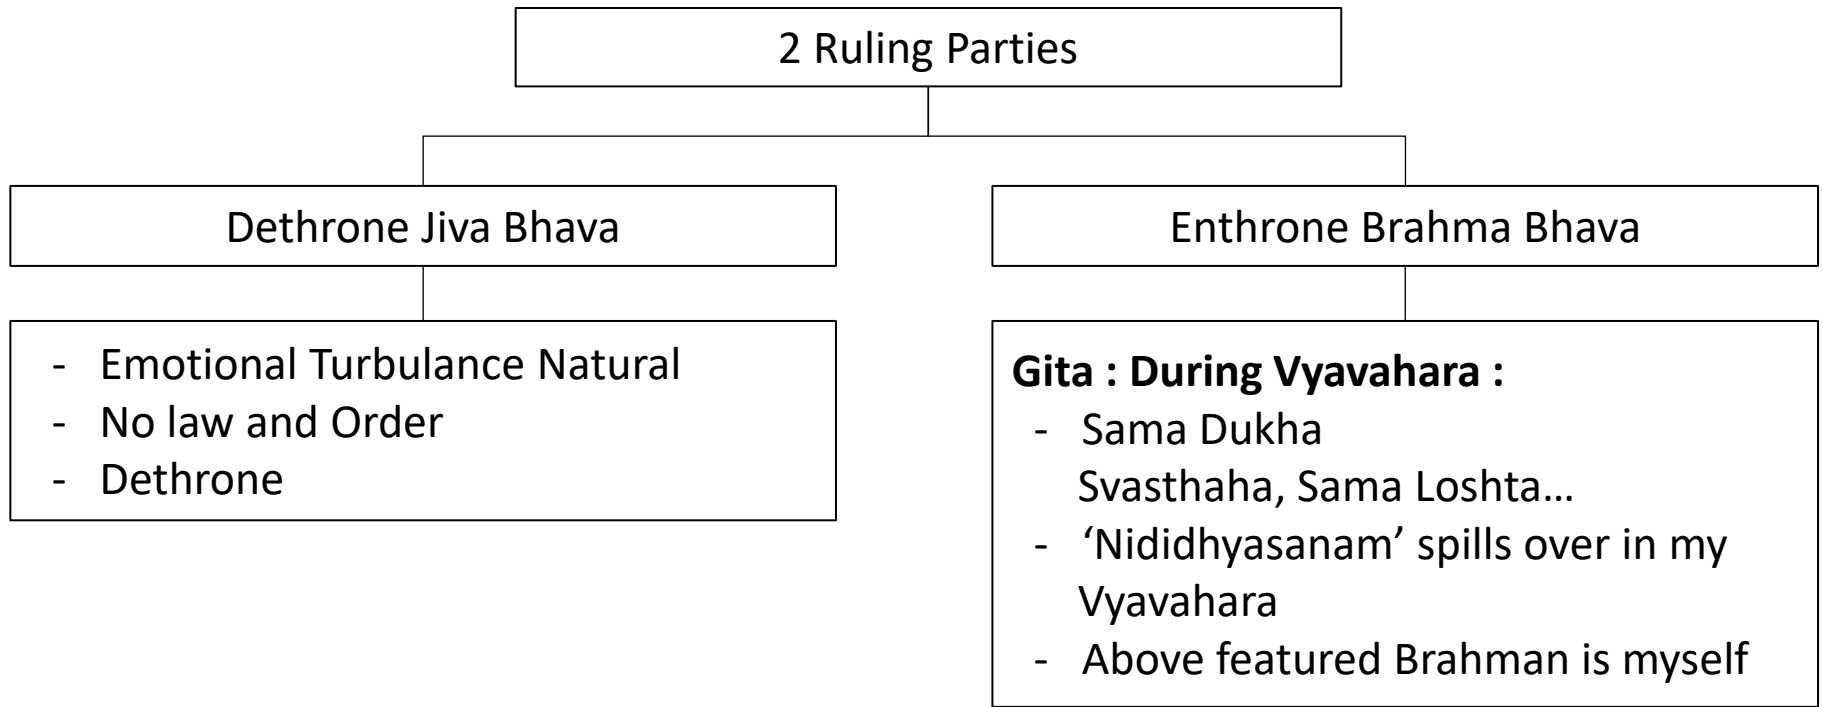 2 Ruling Parties
Dethrone Jiva Bhava
- Emotional Turbulance Natural
- No law and Order
- Dethrone
Enthrone Brahma Bhava
Gita : During Vyavahara :
- Sama Dukha
Svasthaha, Sama Loshta…
- ‘Nididhyasanam’ spills over in my
Vyavahara
- Above featured Brahman is myself